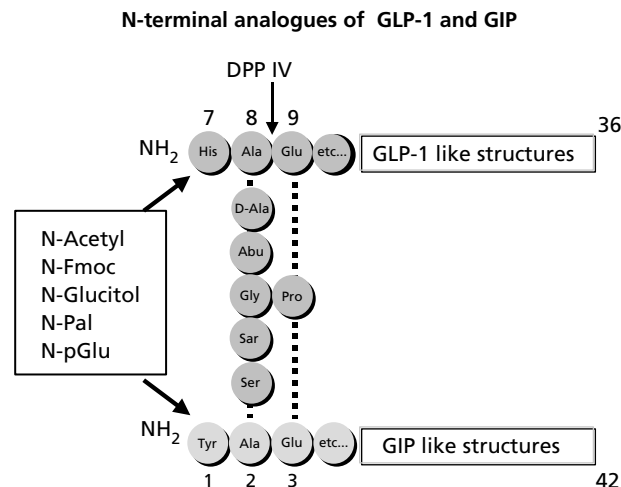 N-terminal analogues of GLP-1 and GIP
DPP IV
7 8 9
36
NH2 His Ala Glu etc... GLP-1 like structures
D-Ala
Abu
Gly Pro
Sar
Ser
N-Acetyl
N-Fmoc
N-Glucitol
N-Pal
N-pGlu
NH2 Tyr Ala Glu etc... GIP like structures
1 2 3
42